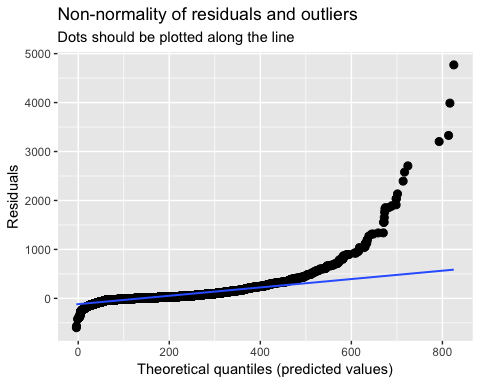 Non-normality of residuals and outliers
Dots should be plotted along the line
5000
4000
3000
2000
1000
0
Residuals
0 200 400 600 800
Theoretical quantiles (predicted values)